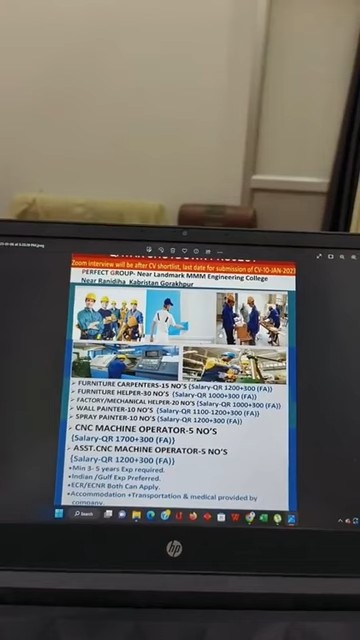 Zoom interview will be after CV shortlist, last date for submission of CV-10-JAN-2023
PERFECT GROUP- Near Landmark MMM Engineering College
Near Ranidiha Kabristan Gorakhpur
➢ FURNITURE CARPENTERS-15 NO'S (Salary-QR 1200+300 (FA))
➢ FURNITURE HELPER-30 NO'S (Salary-QR 1000+300 (FA))
➢ FACTORY/MECHANICAL HELPER-20 NO'S (Salary-QR 1000+300 (FA))
➢ WALL PAINTER-10 NO'S (Salary-QR 1100-1200+300 (FA))
➢ SPRAY PAINTER-10 NO'S (Salary-QR 1200+300 (FA))
➢ CNC MACHINE OPERATOR-5 NO'S
(Salary-QR 1700+300 (FA))
➢ ASST.CNC MACHINE OPERATOR-5 NO'S
(Salary-QR 1200+300 (FA))
•Min 3- 5 years Exp required.
•Indian /Gulf Exp Preferred.
•ECR/ECNR Both Can Apply.
•Accommodation +Transportation & medical provided by
company
Search
hp